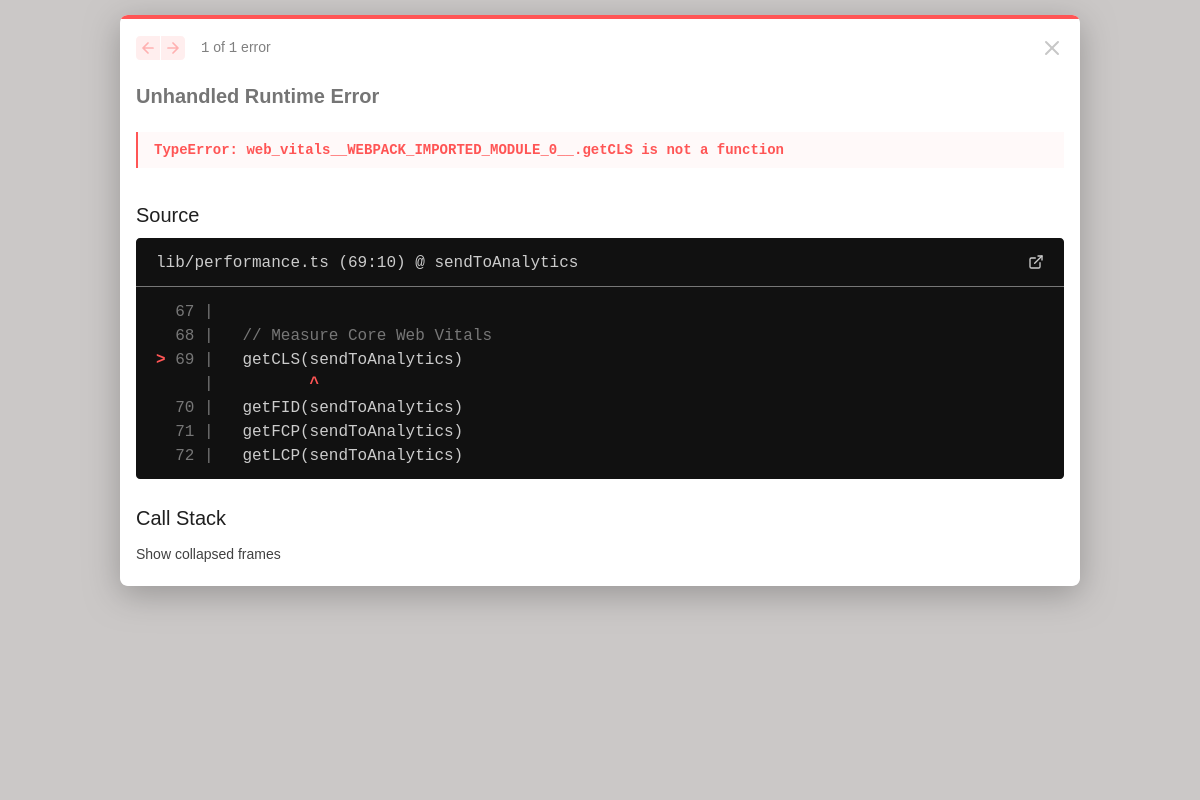 1 of 1 error
Unhandled Runtime Error
TypeError: web_vitals__WEBPACK_IMPORTED_MODULE_0__.getCLS is not a function
Source
lib/performance.ts (69:10) @ sendToAnalytics
67 |
68 |   // Measure Core Web Vitals
> 69 |   getCLS(sendToAnalytics)
|          ^
70 |   getFID(sendToAnalytics)
71 |   getFCP(sendToAnalytics)
72 |   getLCP(sendToAnalytics)
Call Stack
Show collapsed frames